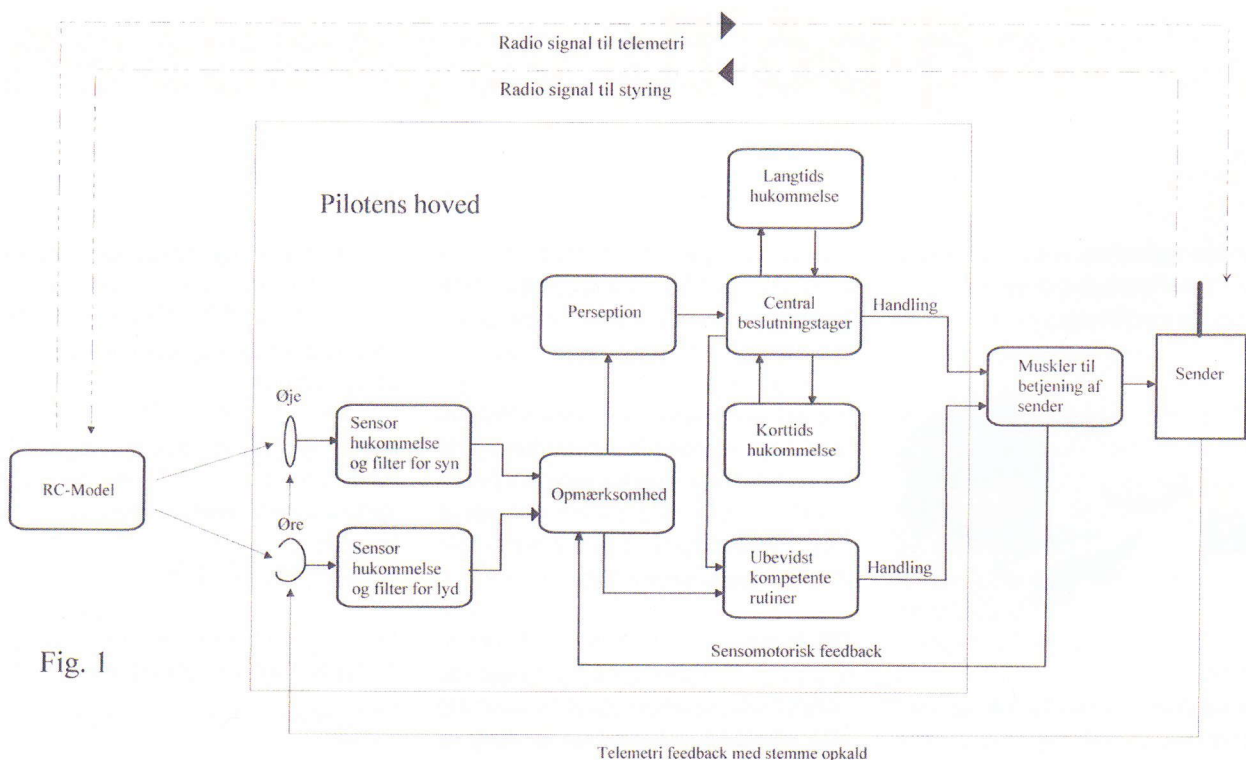 Radio signal til telemetri
Radio signal til styring
Pilotens hoved
Langtids
hukommelse
Perseption
Central
beslutningstager
Handling
Muskler til
betjening af
sender
Sender
Øje
Sensor
hukommelse
og filter for syn
Korttids
hukommelse
RC-Model
Opmærksomhed
Øre
Sensor
hukommelse
og filter for lyd
Ubevidst
kompetente
rutiner
Handling
Sensomotorisk feedback
Fig. 1
Telemetri feedback med stemme opkald